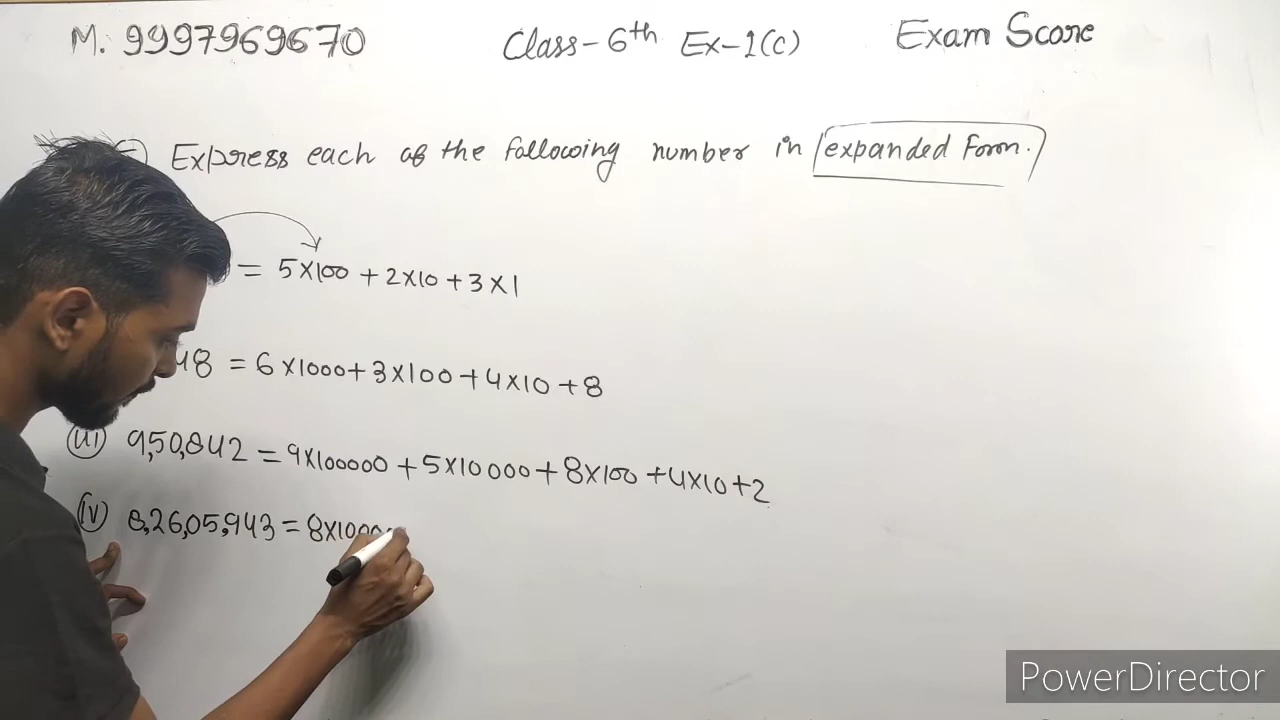 M. 9997969670 Class-6th Ex-1(c) Exam Score
Express each of the following number in expanded Form.
= 5×100 + 2×10 + 3×1
48 = 6×1000+3×100+4×10+8
(iii) 9,50,842 = 9×100000 + 5×10000 + 8×100 + 4×10 + 2
(iv) 8,26,05,943 = 8×1000
PowerDirector